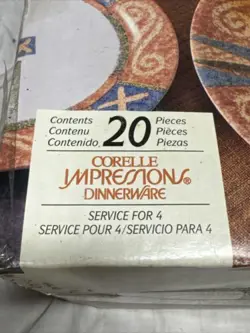 Contents 20 Pieces
Contenu Pièces
Contenido Piezas
CORELLE
IMPRESSIONS®
DINNERWARE
SERVICE FOR 4
SERVICE POUR 4/SERVICIO PARA 4